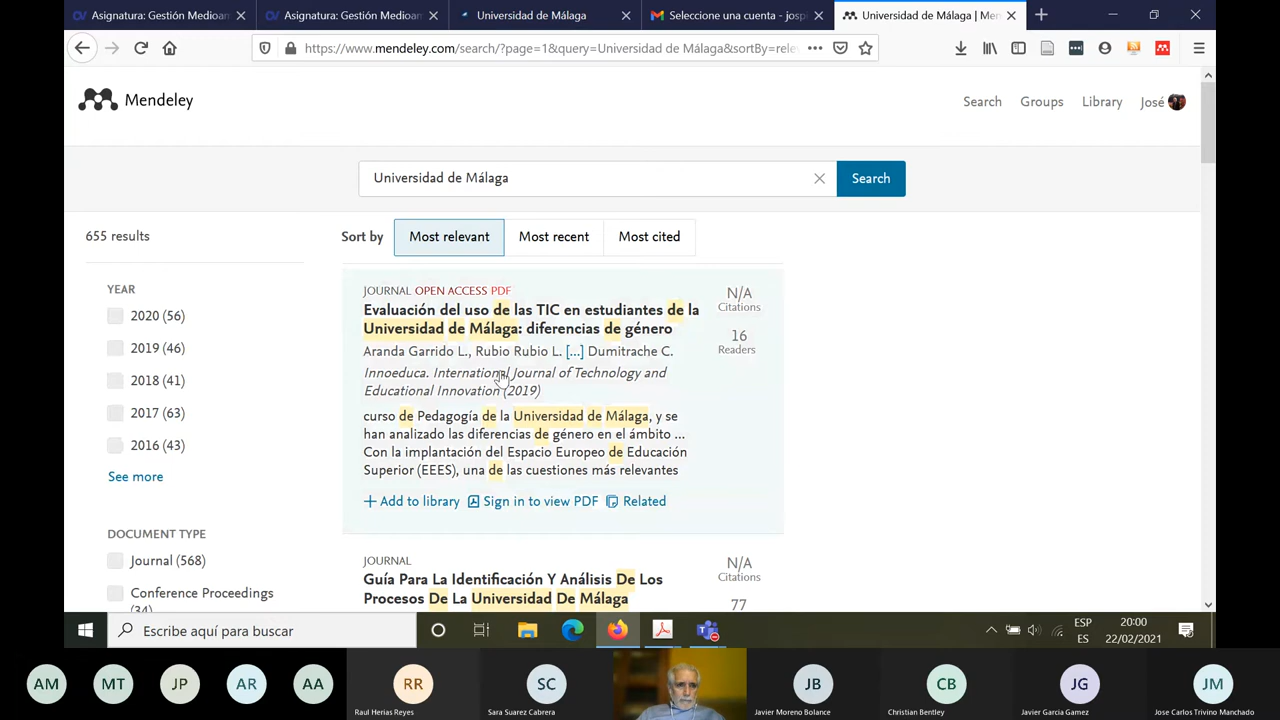 Asignatura: Gestión Medioam
Asignatura: Gestión Medioam
Universidad de Málaga
Seleccione una cuenta - jospi
Universidad de Málaga | Men
https://www.mendeley.com/search/?page=1&query=Universidad de Málaga&sortBy=rele
Mendeley
Search
Groups
Library
José
Universidad de Málaga
Search
655 results
Sort by
Most relevant
Most recent
Most cited
YEAR
2020 (56)
2019 (46)
2018 (41)
2017 (63)
2016 (43)
See more
DOCUMENT TYPE
Journal (568)
Conference Proceedings
(34)
JOURNAL OPEN ACCESS PDF
Evaluación del uso de las TIC en estudiantes de la
Universidad de Málaga: diferencias de género
Aranda Garrido L., Rubio Rubio L. [...] Dumitrache C.
Innoeduca. International Journal of Technology and
Educational Innovation (2019)
curso de Pedagogía de la Universidad de Málaga, y se
han analizado las diferencias de género en el ámbito ...
Con la implantación del Espacio Europeo de Educación
Superior (EEES), una de las cuestiones más relevantes
Add to library
Sign in to view PDF
Related
N/A
Citations
16
Readers
JOURNAL
Guía Para La Identificación Y Análisis De Los
Procesos De La Universidad De Málaga
N/A
Citations
77
Escribe aquí para buscar
ESP
ES
20:00
22/02/2021
AM
MT
JP
AR
AA
RR
Raul Herias Reyes
SC
Sara Suarez Cabrera
JB
Javier Moreno Bolance
CB
Christian Bentley
JG
Javier Garcia Gamez
JM
Jose Carlos Trivino Manchado